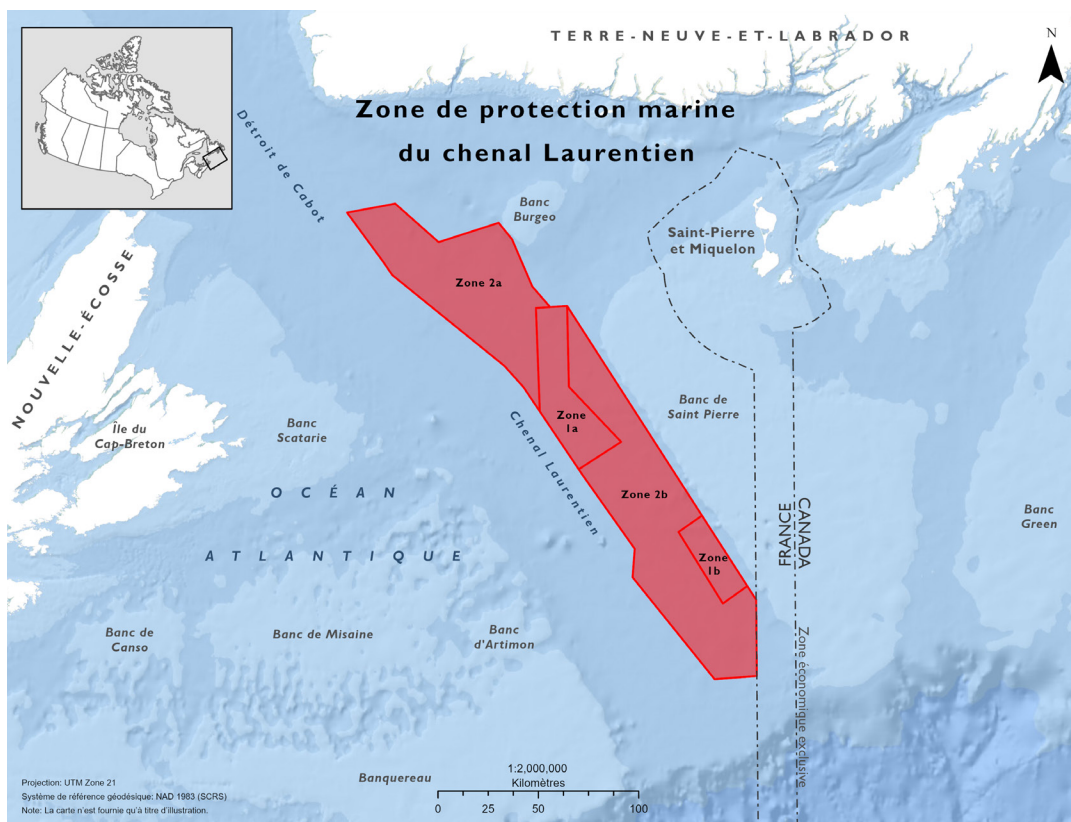 TERRE-NEUVE-ET-LABRADOR
N
Zone de protection marine
du chenal Laurentien
Détroit de Cabot
Banc
Burgeo
Saint-Pierre
et Miquelon
Zone 2a
NOUVELLE-ÉCOSSE
Île du
Cap-Breton
Banc
Scatarie
Zone
1a
Banc de
Saint Pierre
Chenal Laurentien
OCÉAN
ATLANTIQUE
Zone 2b
Zone
1b
FRANCE
CANADA
Banc
Green
Banc de
Canso
Banc de Misaine
Banc
d'Artimon
Zone économique exclusive
Banquereau
1:2,000,000
Kilomètres
0 25 50 100
Projection: UTM Zone 21
Système de référence géodésique: NAD 1983 (SCRS)
Note: La carte n'est fournie qu'à titre d'illustration.